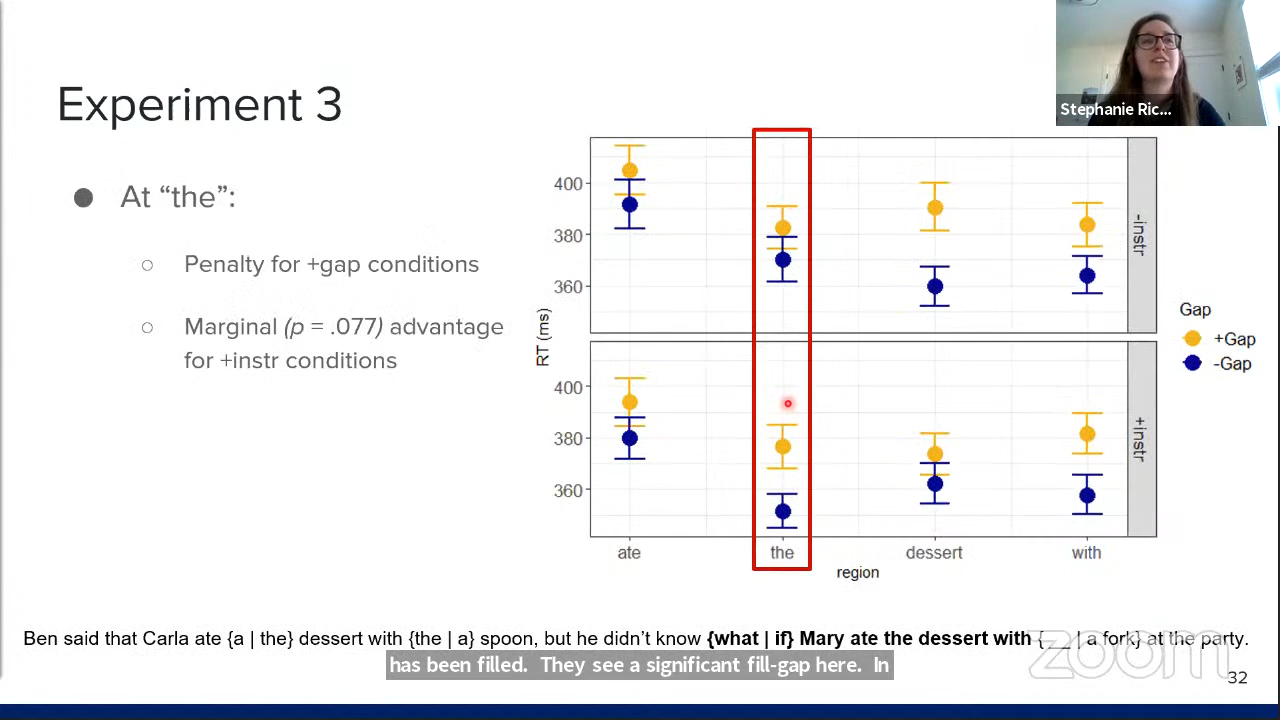 Stephanie Ric...
Experiment 3
At “the”:
Penalty for +gap conditions
Marginal (p = .077) advantage
for +instr conditions
RT (ms)
400
380
360
-instr
400
380
360
+instr
ate
the
dessert
with
region
Gap
+Gap
-Gap
Ben said that Carla ate {a | the} dessert with {the | a} spoon, but he didn’t know {what | if} Mary ate the dessert with {__ | a fork} at the party.
has been filled. They see a significant fill-gap here. In
zoom
32